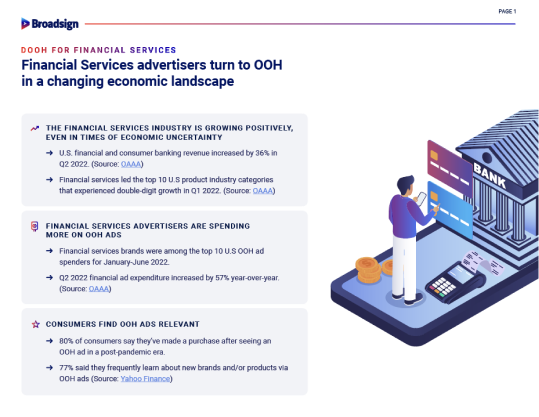 PAGE 1
Broadsign
DOOH FOR FINANCIAL SERVICES
Financial Services advertisers turn to OOH
in a changing economic landscape
THE FINANCIAL SERVICES INDUSTRY IS GROWING POSITIVELY,
EVEN IN TIMES OF ECONOMIC UNCERTAINTY
→ U.S. financial and consumer banking revenue increased by 36% in
Q2 2022. (Source: OAAA)
→ Financial services led the top 10 U.S product industry categories
that experienced double-digit growth in Q1 2022. (Source: OAAA)
FINANCIAL SERVICES ADVERTISERS ARE SPENDING
MORE ON OOH ADS
→ Financial services brands were among the top 10 U.S OOH ad
spenders for January-June 2022.
→ Q2 2022 financial ad expenditure increased by 57% year-over-year.
(Source: OAAA)
CONSUMERS FIND OOH ADS RELEVANT
→ 80% of consumers say they've made a purchase after seeing an
OOH ad in a post-pandemic era.
→ 77% said they frequently learn about new brands and/or products via
OOH ads (Source: Yahoo Finance)
BANK